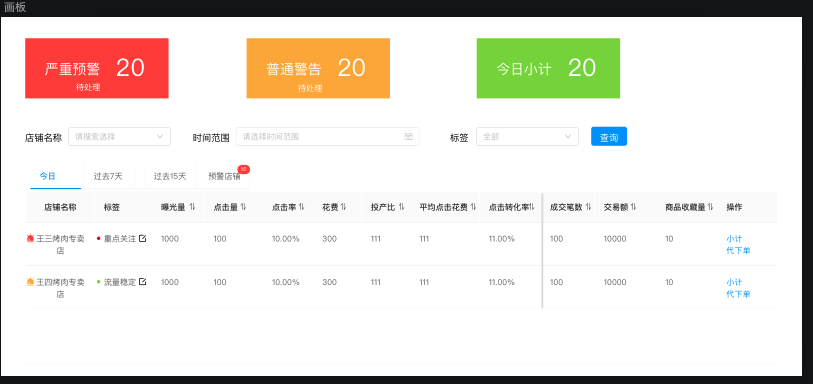 画板
严重预警 20
待处理
普通警告 20
待处理
今日小计 20
店铺名称 请搜索选择 时间范围 请选择时间范围 标签 全部 查询
今日 过去7天 过去15天 预警店铺 10
店铺名称 标签 曝光量 点击量 点击率 花费 投产比 平均点击花费 点击转化率 成交笔数 交易额 商品收藏量 操作
王三烤肉专卖店 重点关注 1000 100 10.00% 300 111 111 11.00% 100 10000 10 小计
代下单
王四烤肉专卖店 流量稳定 1000 100 10.00% 300 111 111 11.00% 100 10000 10 小计
代下单